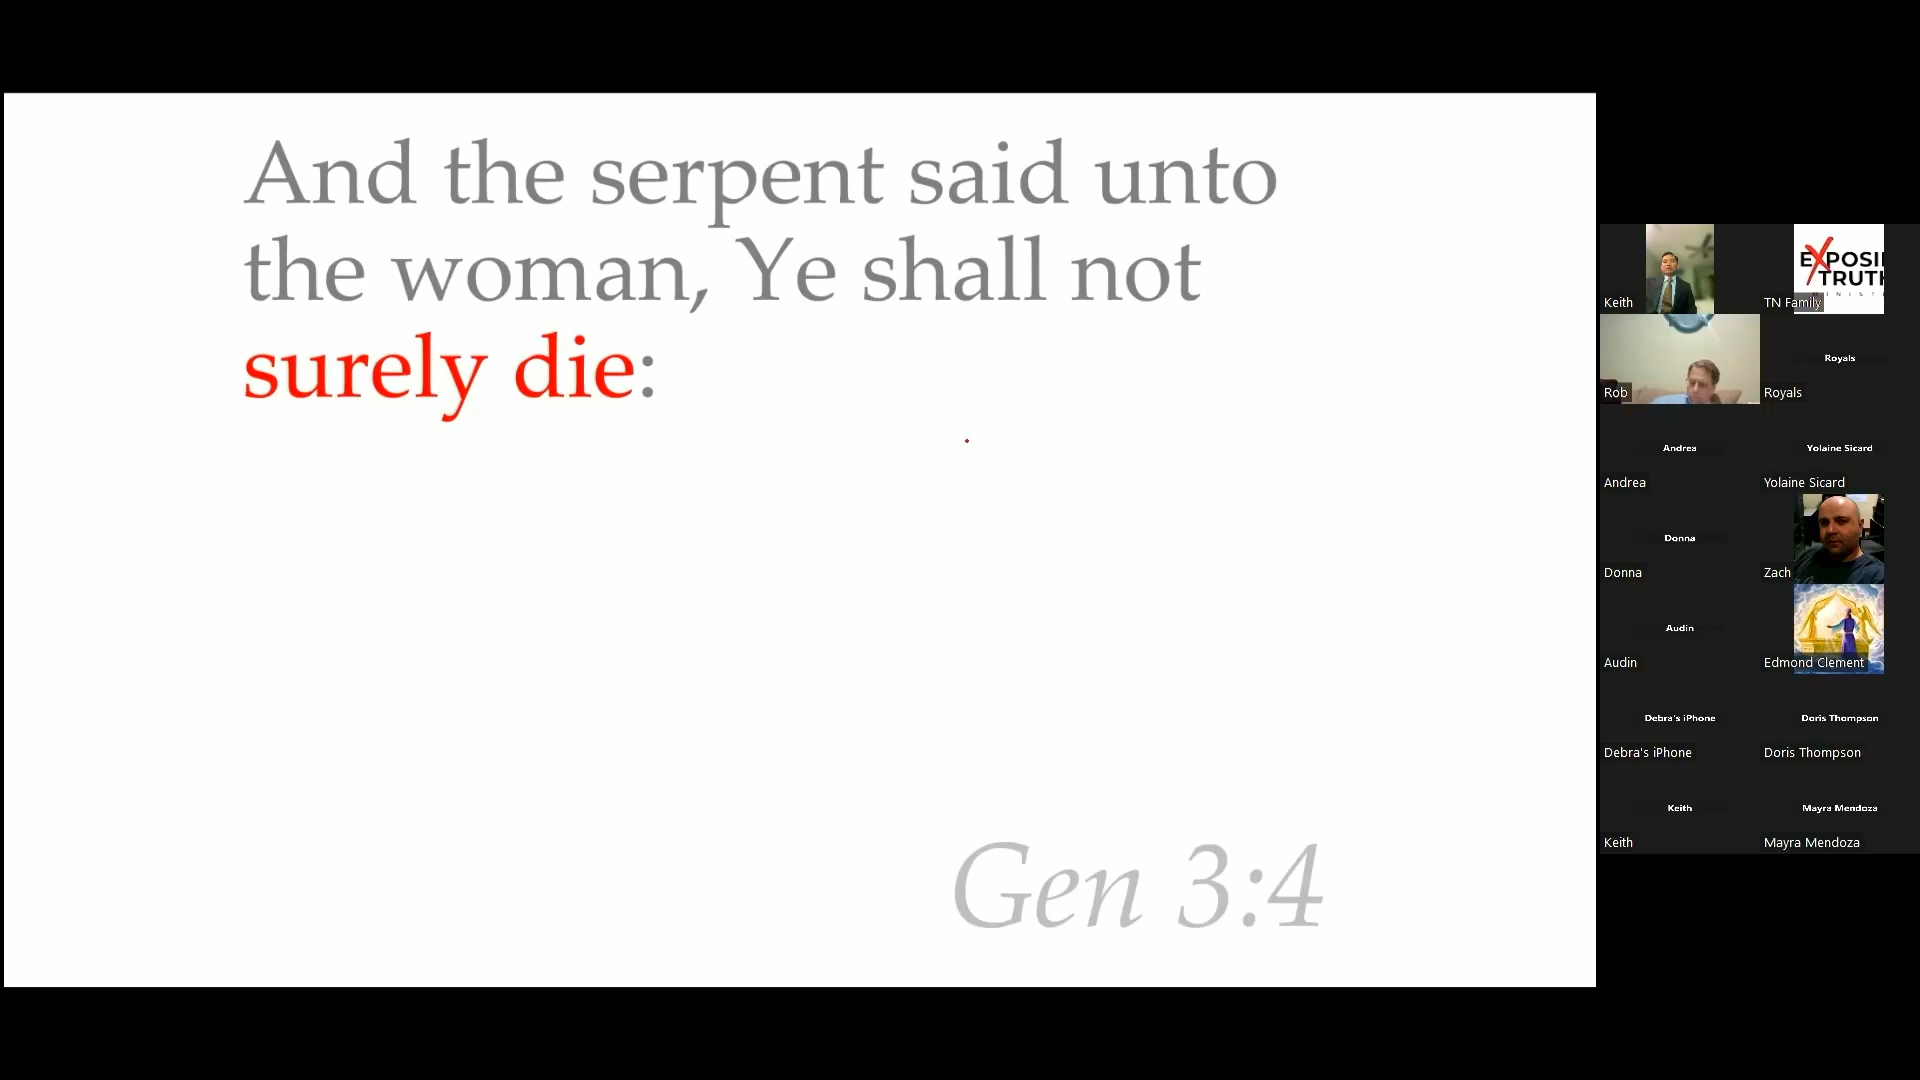 And the serpent said unto
the woman, Ye shall not
surely die:
Gen 3:4
Keith
EXPOSI
TRUTH
TN Family
Rob
Royals
Royals
Andrea
Andrea
Yolaine Sicard
Yolaine Sicard
Donna
Donna
Zach
Audin
Audin
Edmond Clement
Debra's iPhone
Debra's iPhone
Doris Thompson
Doris Thompson
Keith
Keith
Mayra Mendoza
Mayra Mendoza